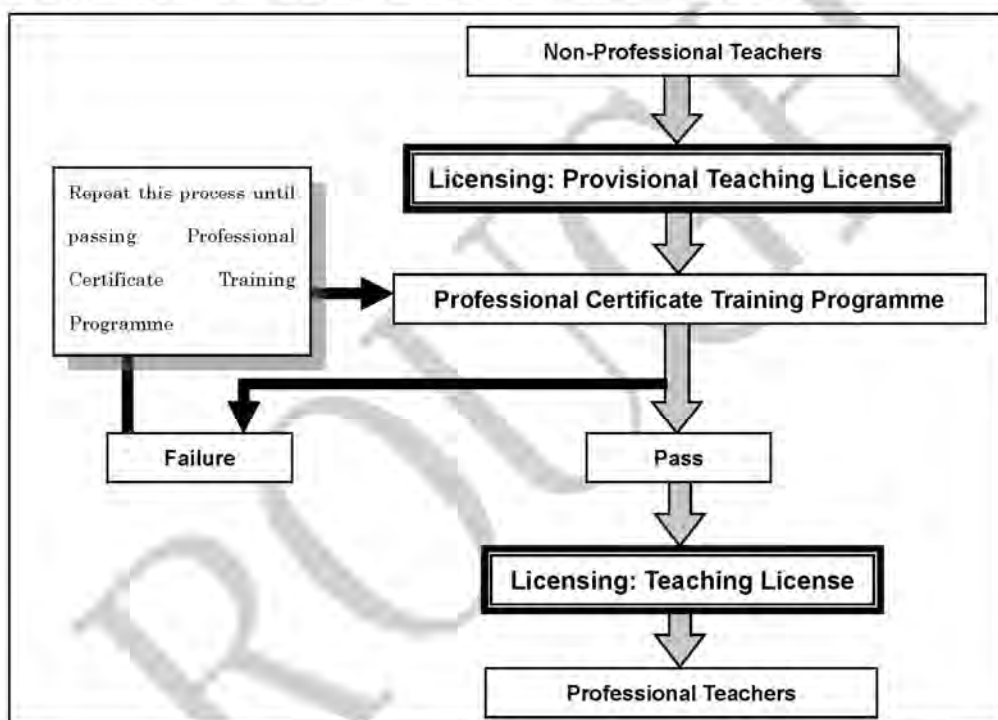 Non-Professional Teachers
Licensing: Provisional Teaching License
Repeat this process until
passing Professional
Certificate Training
Programme
Professional Certificate Training Programme
Failure
Pass
Licensing: Teaching License
Professional Teachers